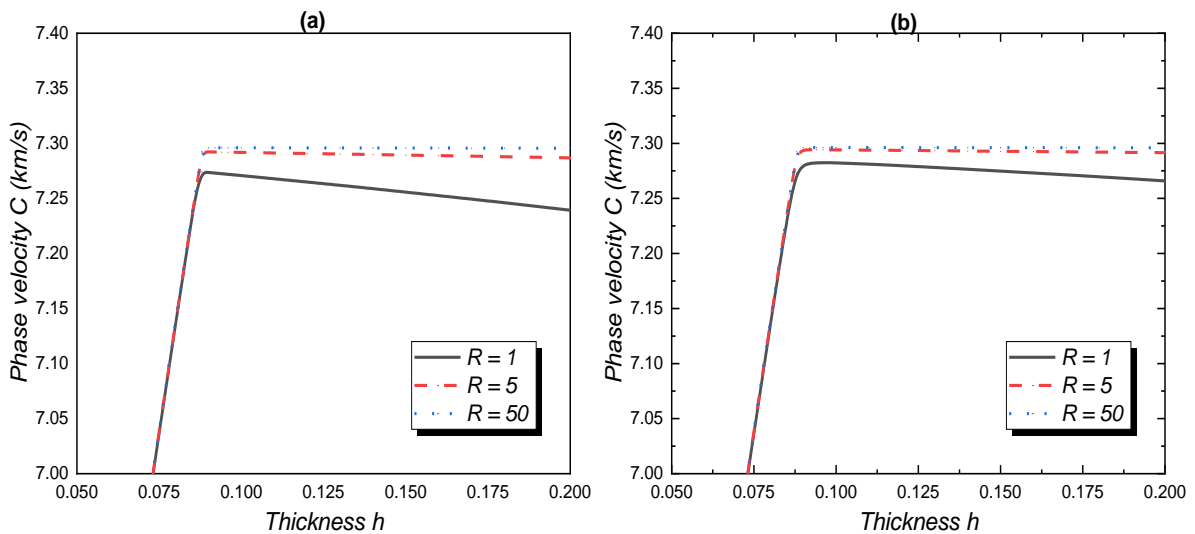 (a)
7.40
7.35
7.30
7.25
7.20
7.15
7.10
7.05
7.00
Phase velocity C (km/s)
R = 1
R = 5
R = 50
0.050 0.075 0.100 0.125 0.150 0.175 0.200
Thickness h
(b)
7.40
7.35
7.30
7.25
7.20
7.15
7.10
7.05
7.00
Phase velocity C (km/s)
R = 1
R = 5
R = 50
0.050 0.075 0.100 0.125 0.150 0.175 0.200
Thickness h